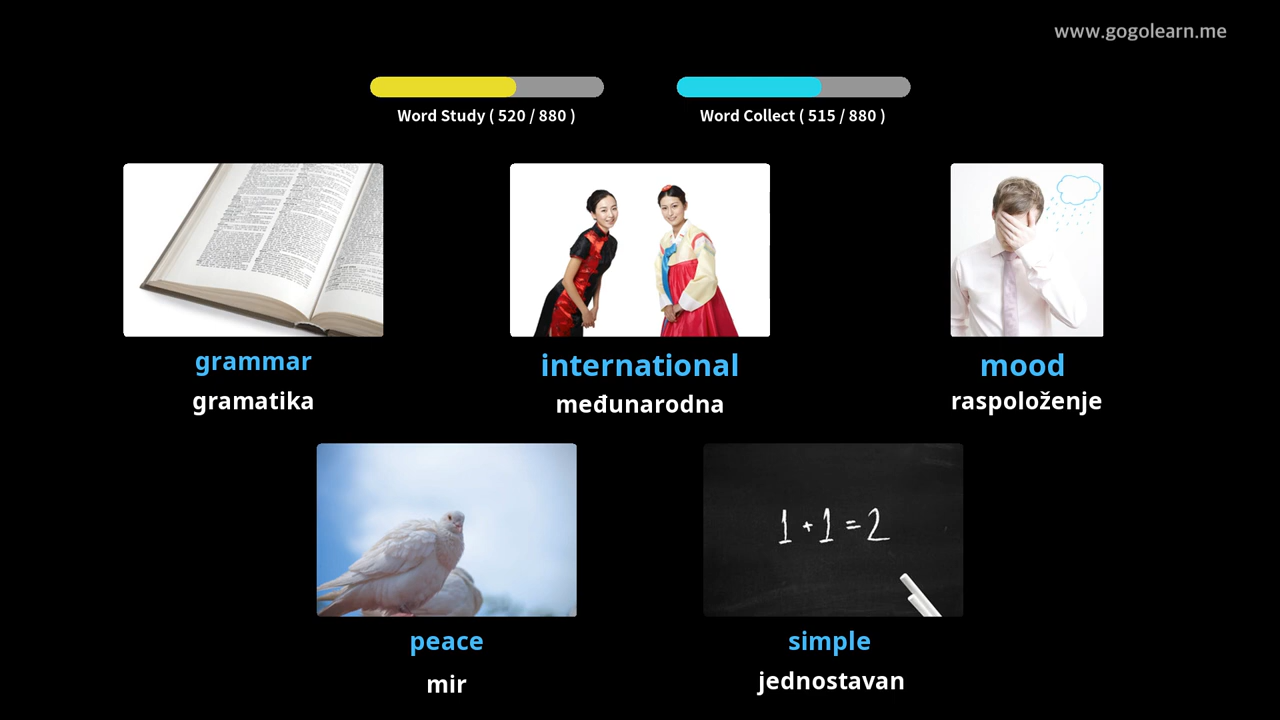 www.gogolearn.me
Word Study ( 520 / 880 )
Word Collect ( 515 / 880 )
grammar
gramatika
international
međunarodna
mood
raspoloženje
1 + 1 = 2
peace
mir
simple
jednostavan